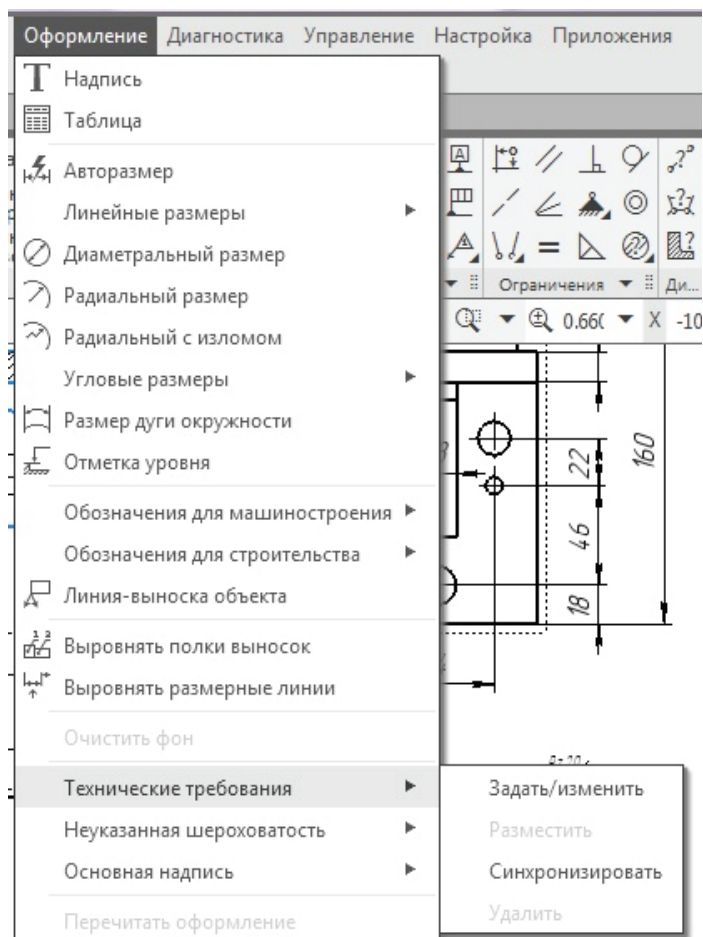 Оформление Диагностика Управление Настройка Приложения
Надпись
Таблица
Авторазмер
Линейные размеры
Диаметральный размер
Радиальный размер
Радиальный с изломом
Угловые размеры
Размер дуги окружности
Отметка уровня
Обозначения для машиностроения
Обозначения для строительства
Линия-выноска объекта
Выровнять полки выносок
Выровнять размерные линии
Очистить фон
Технические требования
Неуказанная шероховатость
Основная надпись
Перечитать оформление
Задать/изменить
Разместить
Синхронизировать
Удалить
Ограничения Ди...
X -10
22
160
46
18